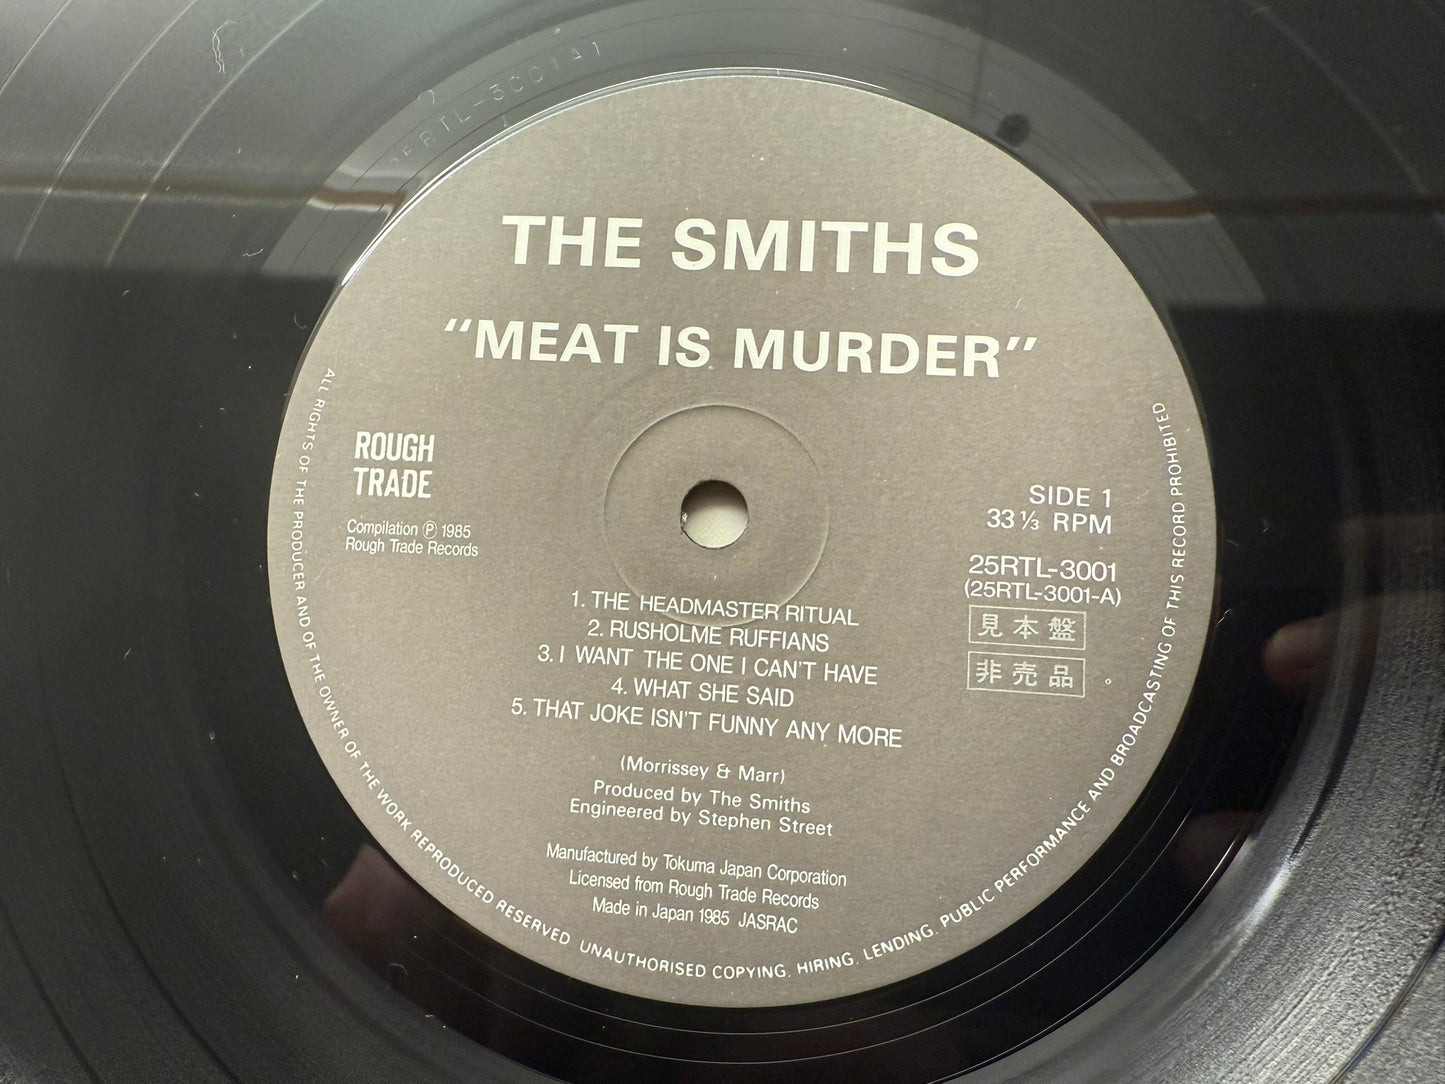 25RTL-3001A1
THE SMITHS
“MEAT IS MURDER”
ROUGH
TRADE
Compilation Ⓟ 1985
Rough Trade Records
SIDE 1
33⅓ RPM
25RTL-3001
(25RTL-3001-A)
見本盤
非売品
1. THE HEADMASTER RITUAL
2. RUSHOLME RUFFIANS
3. I WANT THE ONE I CAN'T HAVE
4. WHAT SHE SAID
5. THAT JOKE ISN'T FUNNY ANY MORE
(Morrissey & Marr)
Produced by The Smiths
Engineered by Stephen Street
Manufactured by Tokuma Japan Corporation
Licensed from Rough Trade Records
Made in Japan 1985 JASRAC
ALL RIGHTS OF THE PRODUCER AND OF THE OWNER OF THE WORK REPRODUCED RESERVED. UNAUTHORISED COPYING. HIRING. LENDING. PUBLIC PERFORMANCE AND BROADCASTING OF THIS RECORD PROHIBITED